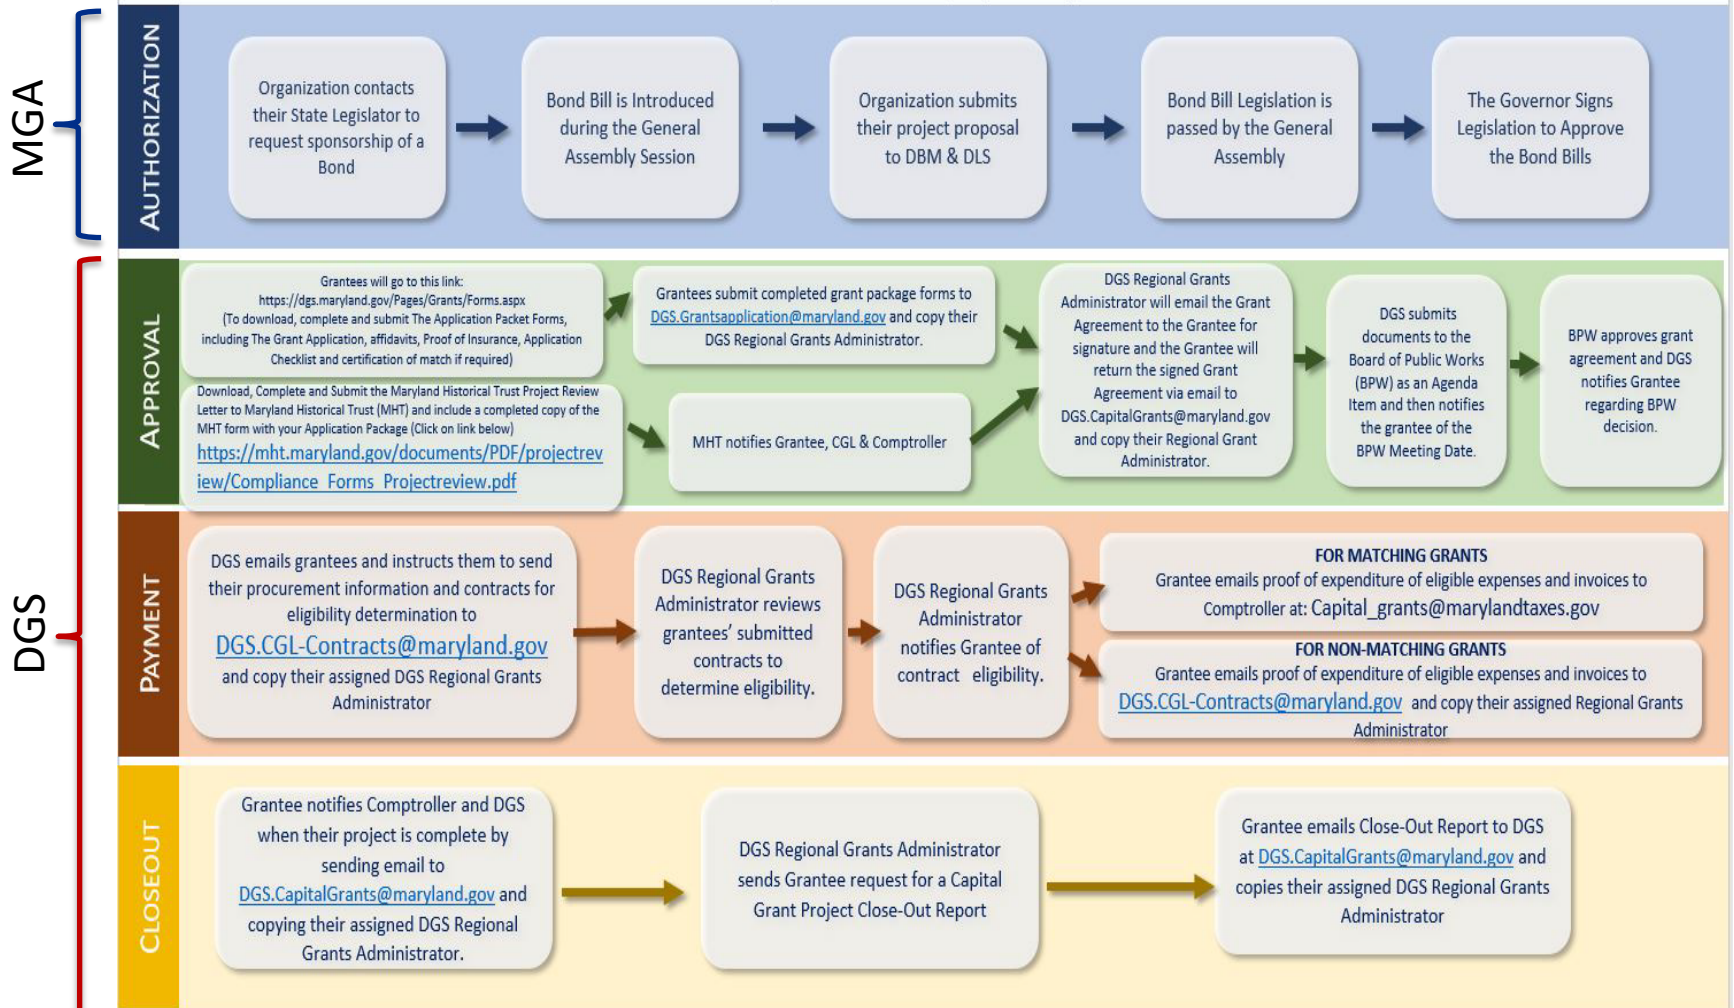 MGA
AUTHORIZATION
Organization contacts
their State Legislator to
request sponsorship of a
Bond
Bond Bill is Introduced
during the General
Assembly Session
Organization submits
their project proposal
to DBM & DLS
Bond Bill Legislation is
passed by the General
Assembly
The Governor Signs
Legislation to Approve
the Bond Bills
DGS
APPROVAL
Grantees will go to this link:
https://dgs.maryland.gov/Pages/Grants/Forms.aspx
(To download, complete and submit The Application Packet Forms,
including The Grant Application, affidavits, Proof of Insurance, Application
Checklist and certification of match if required)
Grantees submit completed grant package forms to
DGS.Grantsapplication@maryland.gov and copy their
DGS Regional Grants Administrator.
Download, Complete and Submit the Maryland Historical Trust Project Review
Letter to Maryland Historical Trust (MHT) and include a completed copy of the
MHT form with your Application Package (Click on link below)
https://mht.maryland.gov/documents/PDF/projectrev
iew/Compliance_Forms_Projectreview.pdf
MHT notifies Grantee, CGL & Comptroller
DGS Regional Grants
Administrator will email the Grant
Agreement to the Grantee for
signature and the Grantee will
return the signed Grant
Agreement via email to
DGS.CapitalGrants@maryland.gov
and copy their Regional Grant
Administrator.
DGS submits
documents to the
Board of Public Works
(BPW) as an Agenda
Item and then notifies
the grantee of the
BPW Meeting Date.
BPW approves grant
agreement and DGS
notifies Grantee
regarding BPW
decision.
PAYMENT
DGS emails grantees and instructs them to send
their procurement information and contracts for
eligibility determination to
DGS.CGL-Contracts@maryland.gov
and copy their assigned DGS Regional Grants
Administrator
DGS Regional Grants
Administrator reviews
grantees’ submitted
contracts to
determine eligibility.
DGS Regional Grants
Administrator
notifies Grantee of
contract eligibility.
FOR MATCHING GRANTS
Grantee emails proof of expenditure of eligible expenses and invoices to
Comptroller at: Capital_grants@marylandtaxes.gov
FOR NON-MATCHING GRANTS
Grantee emails proof of expenditure of eligible expenses and invoices to
DGS.CGL-Contracts@maryland.gov and copy their assigned Regional Grants
Administrator
CLOSEOUT
Grantee notifies Comptroller and DGS
when their project is complete by
sending email to
DGS.CapitalGrants@maryland.gov and
copying their assigned DGS Regional
Grants Administrator.
DGS Regional Grants Administrator
sends Grantee request for a Capital
Grant Project Close-Out Report
Grantee emails Close-Out Report to DGS
at DGS.CapitalGrants@maryland.gov and
copies their assigned DGS Regional Grants
Administrator